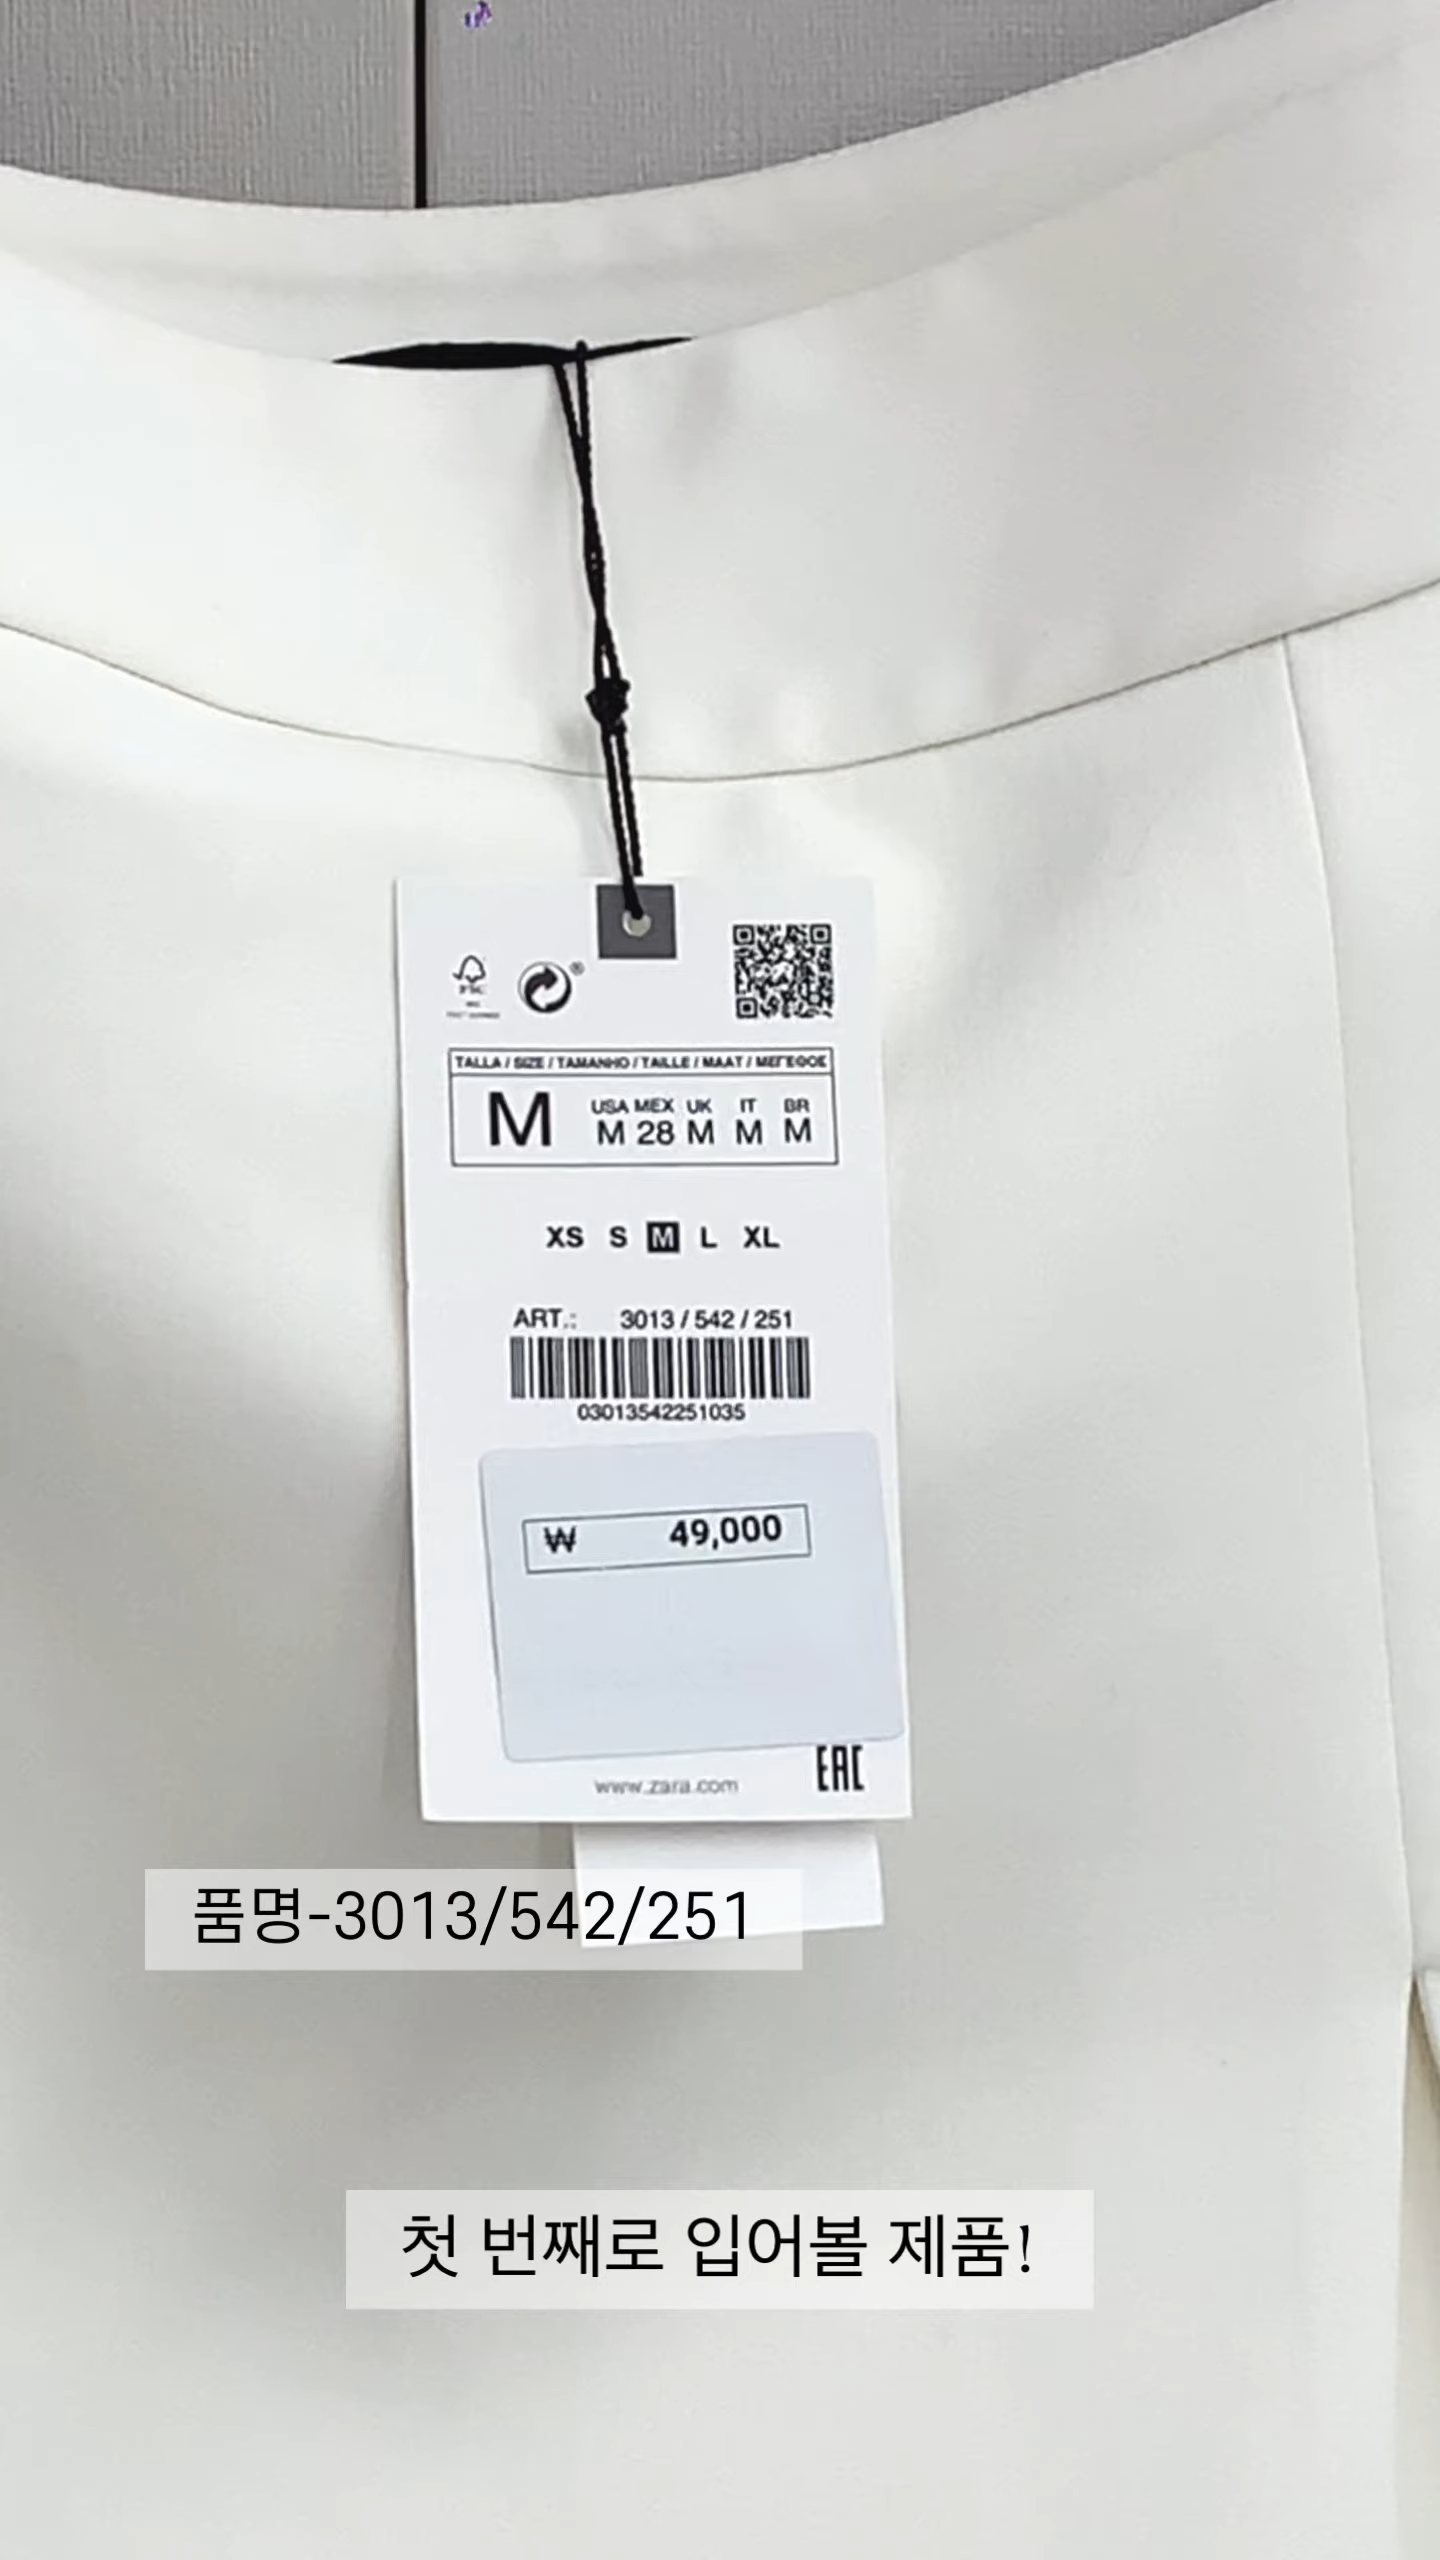 FSC
®
TALLA / SIZE / TAMANHO / TAILLE / MAAT / ΜΕΓΕΘΟΣ
M
USA MEX UK IT BR
M 28 M M M
XS S M L XL
ART.: 3013 / 542 / 251
03013542251035
₩ 49,000
EAC
www.zara.com
품명-3013/542/251
첫 번째로 입어볼 제품!